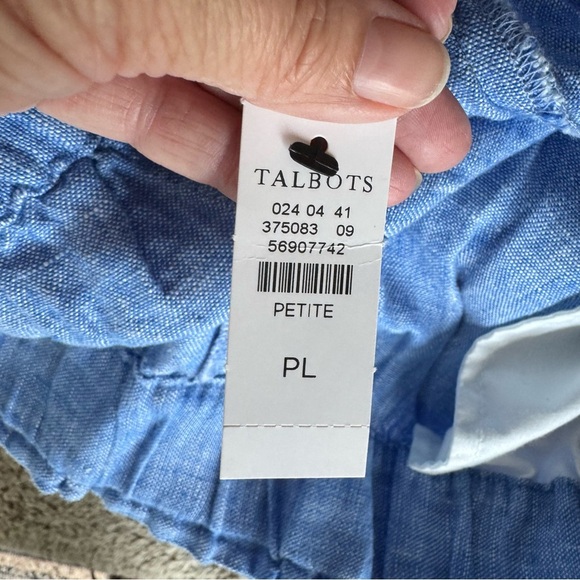 TALBOTS
024 04 41
375083 09
56907742
PETITE
PL